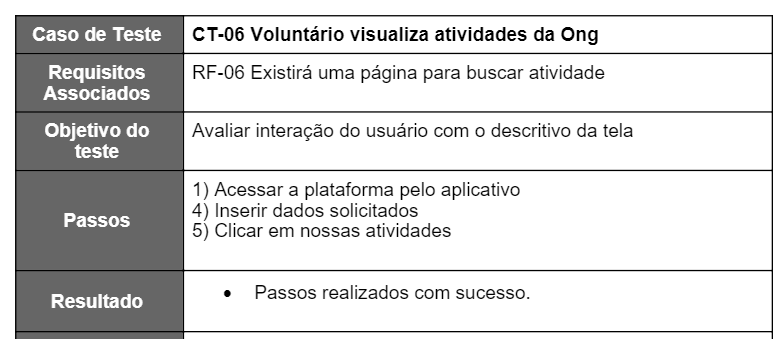 Caso de Teste
CT-06 Voluntário visualiza atividades da Ong
Requisitos
Associados
RF-06 Existirá uma página para buscar atividade
Objetivo do
teste
Avaliar interação do usuário com o descritivo da tela
Passos
1) Acessar a plataforma pelo aplicativo
4) Inserir dados solicitados
5) Clicar em nossas atividades
Resultado
• Passos realizados com sucesso.